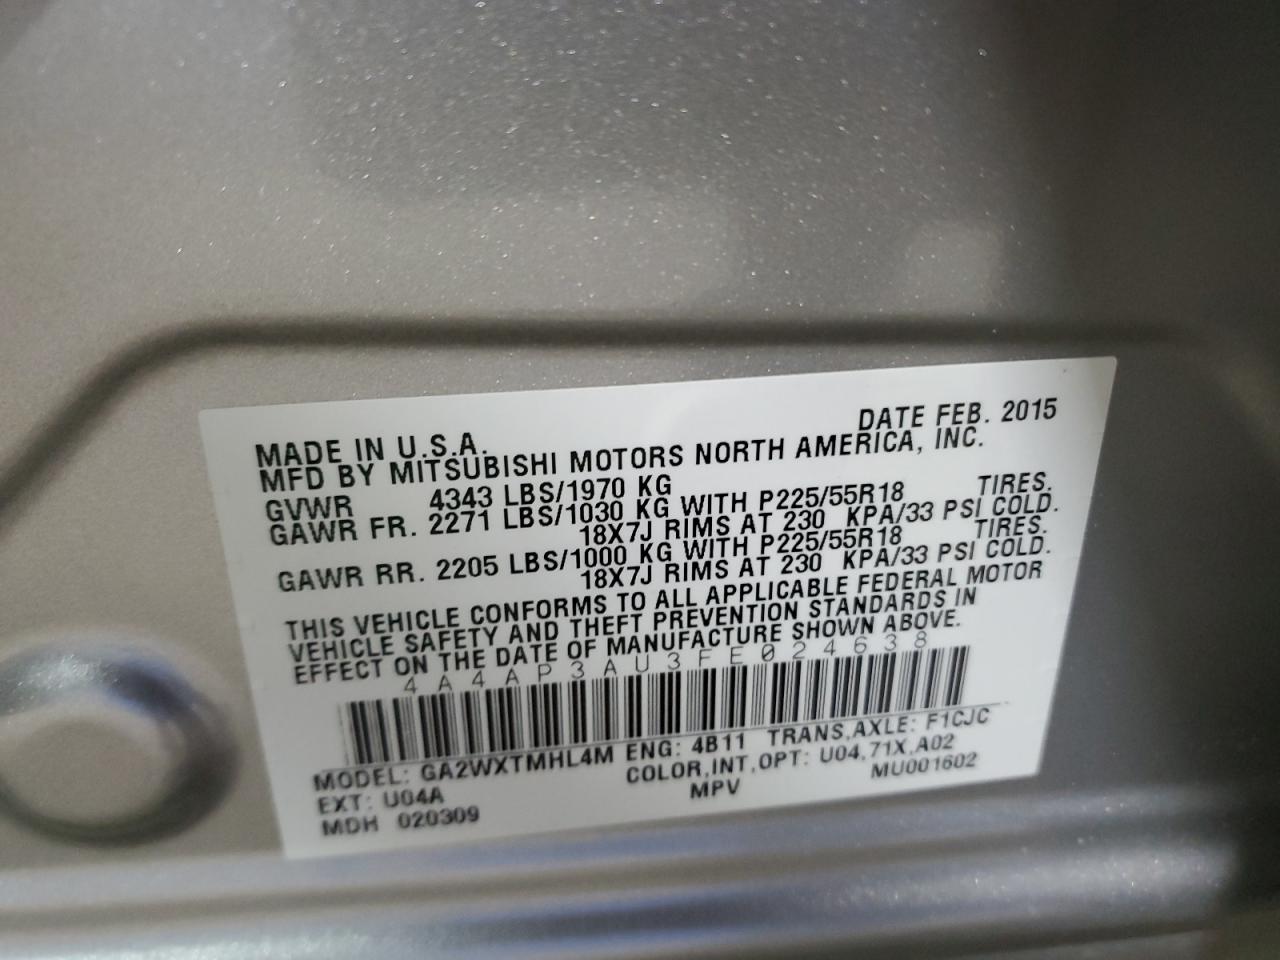 DATE FEB. 2015
MADE IN U.S.A.
MFD BY MITSUBISHI MOTORS NORTH AMERICA, INC.
GVWR 4343 LBS/1970 KG
GAWR FR. 2271 LBS/1030 KG WITH P225/55R18 TIRES.
18X7J RIMS AT 230 KPA/33 PSI COLD.
GAWR RR. 2205 LBS/1000 KG WITH P225/55R18 TIRES.
18X7J RIMS AT 230 KPA/33 PSI COLD.
THIS VEHICLE CONFORMS TO ALL APPLICABLE FEDERAL MOTOR
VEHICLE SAFETY AND THEFT PREVENTION STANDARDS IN
EFFECT ON THE DATE OF MANUFACTURE SHOWN ABOVE.
4A4AP3AU3FE024638
MODEL: GA2WXTMHL4M ENG: 4B11 TRANS,AXLE: F1CJC
EXT: U04A COLOR,INT,OPT: U04,71X,A02
MDH 020309 MPV MU001602